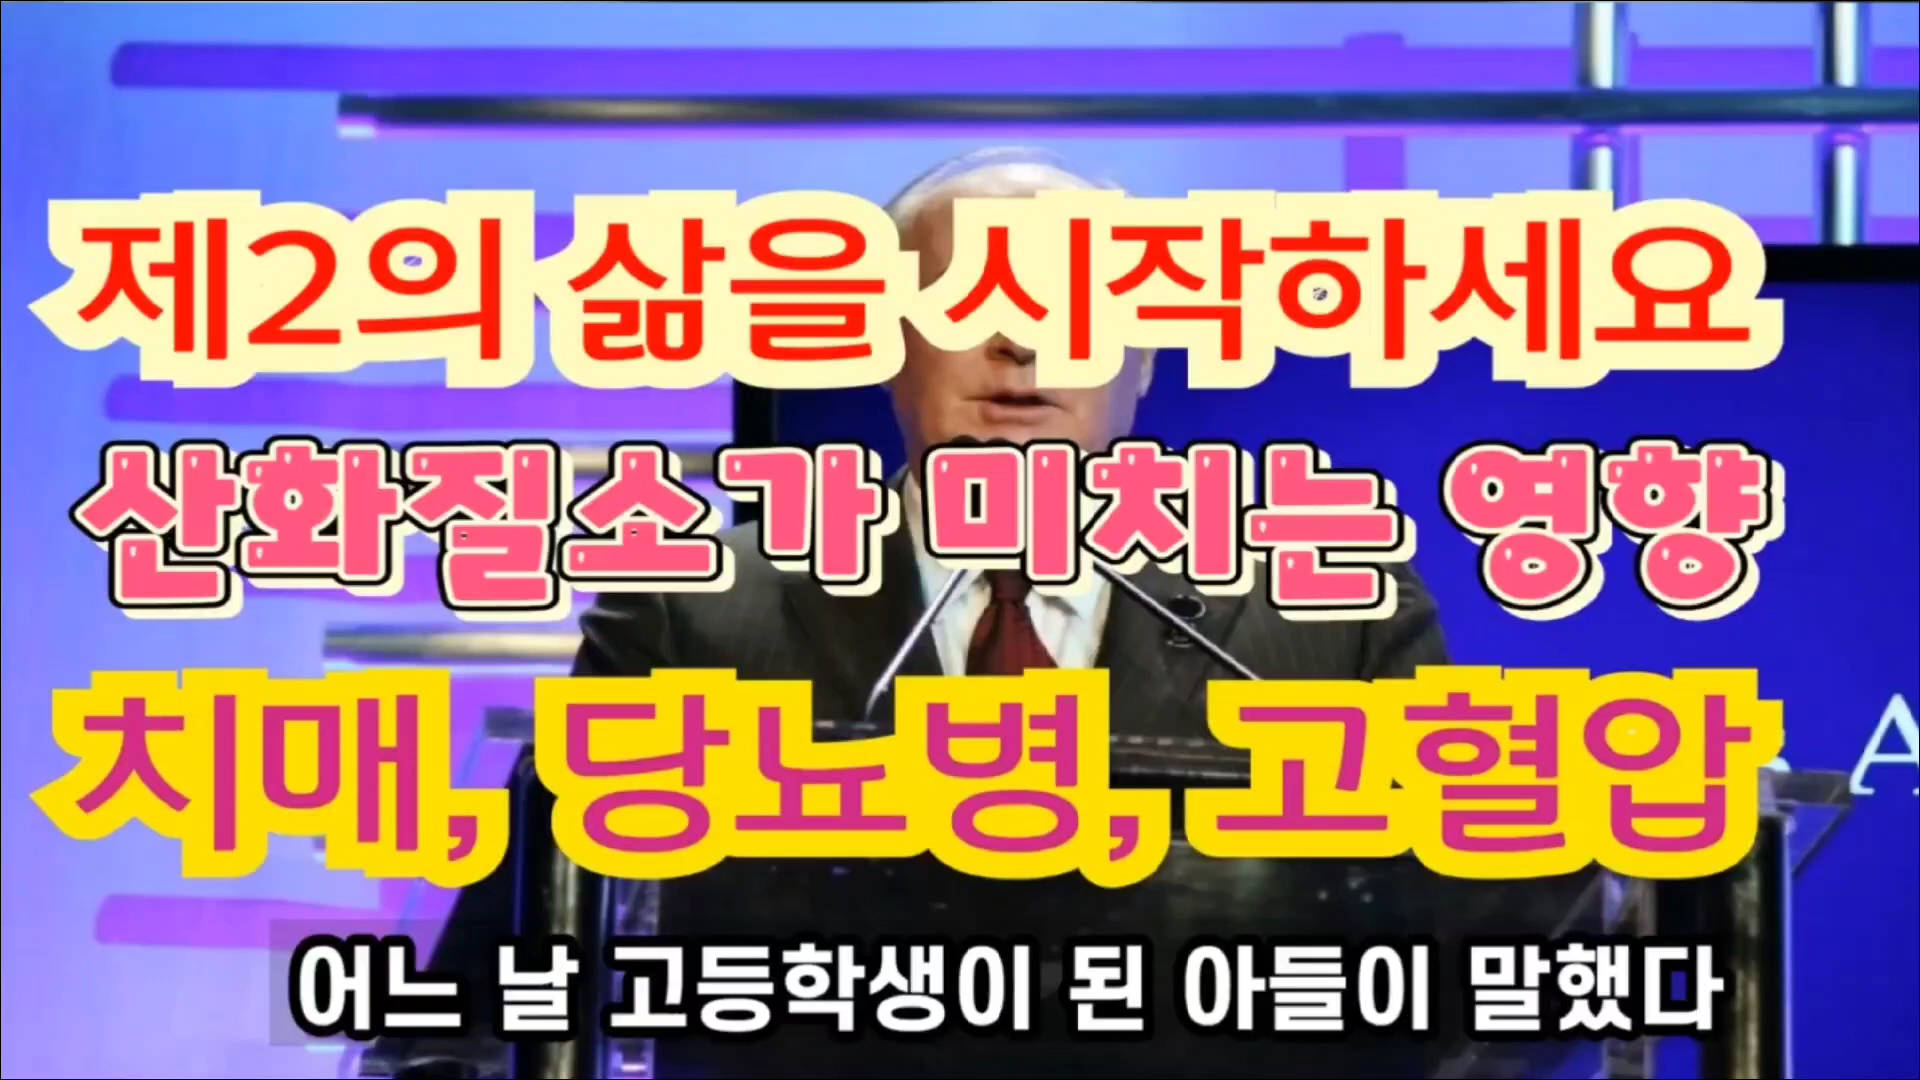 제2의 삶을 시작하세요
산화질소가 미치는 영향
치매, 당뇨병, 고혈압
A
어느 날 고등학생이 된 아들이 말했다